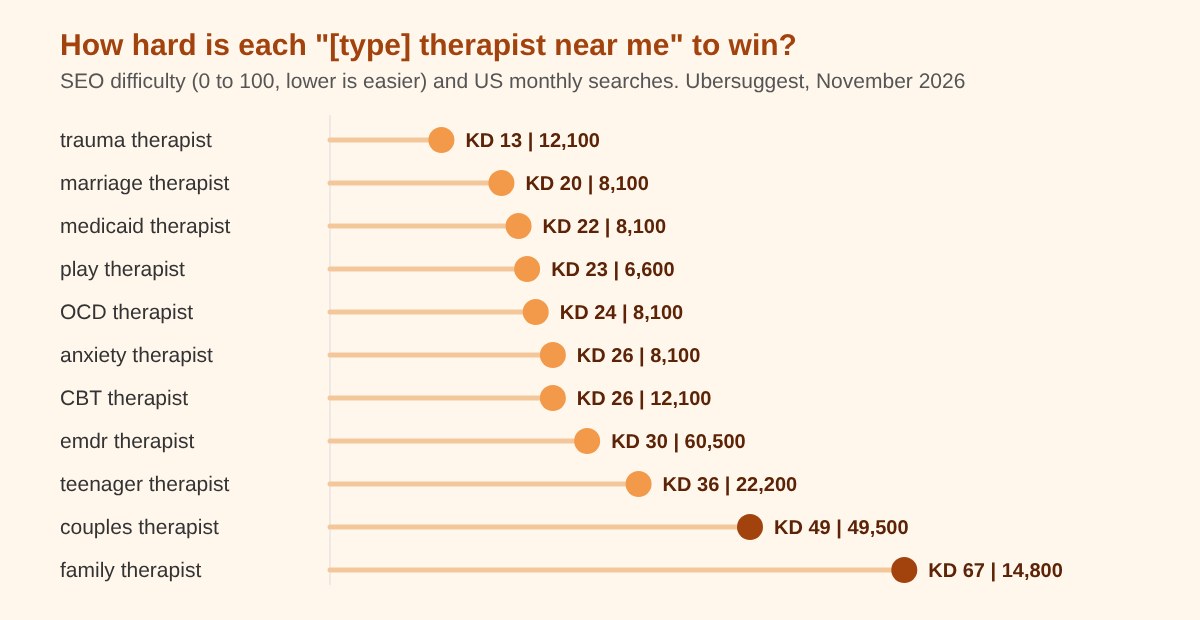 How hard is each "[type] therapist near me" to win?
SEO difficulty (0 to 100, lower is easier) and US monthly searches. Ubersuggest, November 2026
trauma therapist KD 13 | 12,100
marriage therapist KD 20 | 8,100
medicaid therapist KD 22 | 8,100
play therapist KD 23 | 6,600
OCD therapist KD 24 | 8,100
anxiety therapist KD 26 | 8,100
CBT therapist KD 26 | 12,100
emdr therapist KD 30 | 60,500
teenager therapist KD 36 | 22,200
couples therapist KD 49 | 49,500
family therapist KD 67 | 14,800